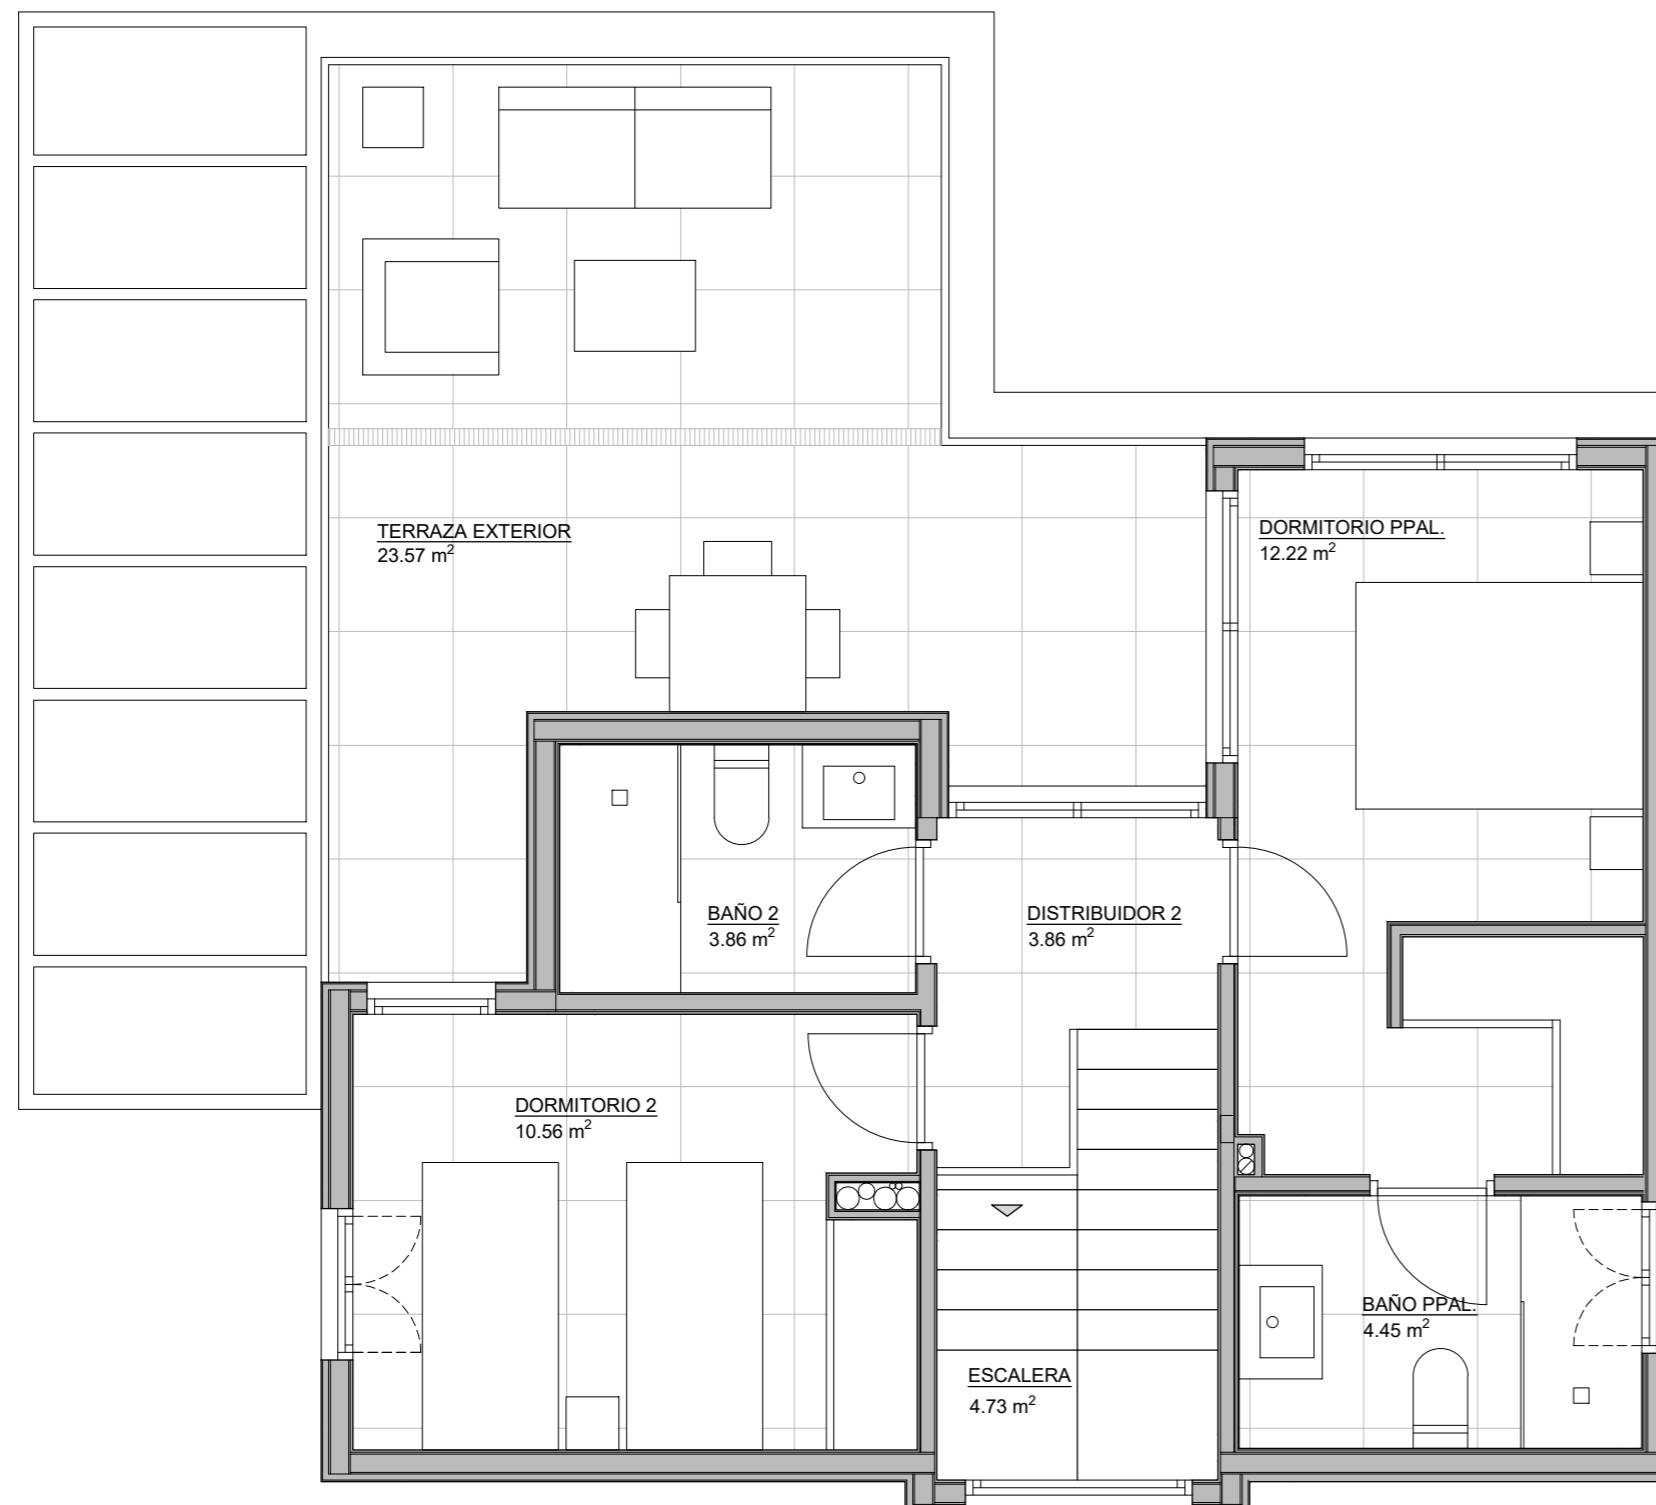 TERRAZA EXTERIOR
23.57 m²
DORMITORIO PPAL.
12.22 m²
BAÑO 2
3.86 m²
DISTRIBUIDOR 2
3.86 m²
DORMITORIO 2
10.56 m²
BAÑO PPAL.
4.45 m²
ESCALERA
4.73 m²